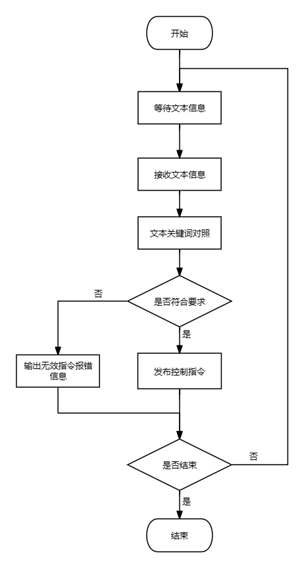 开始
等待文本信息
接收文本信息
文本关键词对照
是否符合要求
否
是
输出无效指令报错
信息
发布控制指令
是否结束
否
是
结束